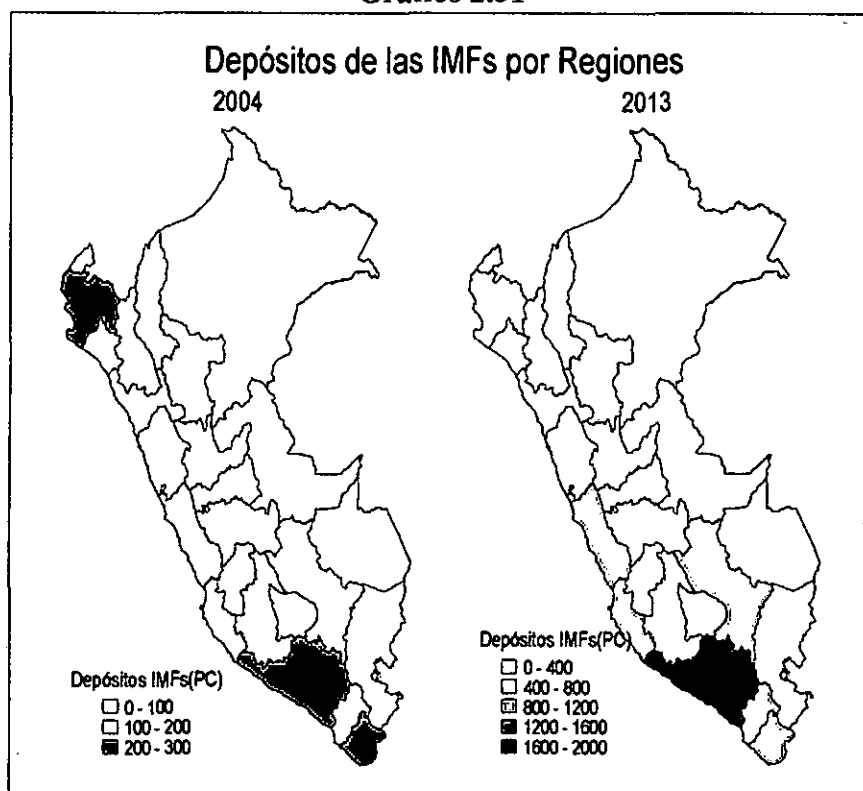 Depósitos de las IMFs por Regiones
2004
2013
Depósitos IMFs(PC)
0 - 100
100 - 200
200 - 300
Depósitos IMFs(PC)
0 - 400
400 - 800
800 - 1200
1200 - 1600
1600 - 2000